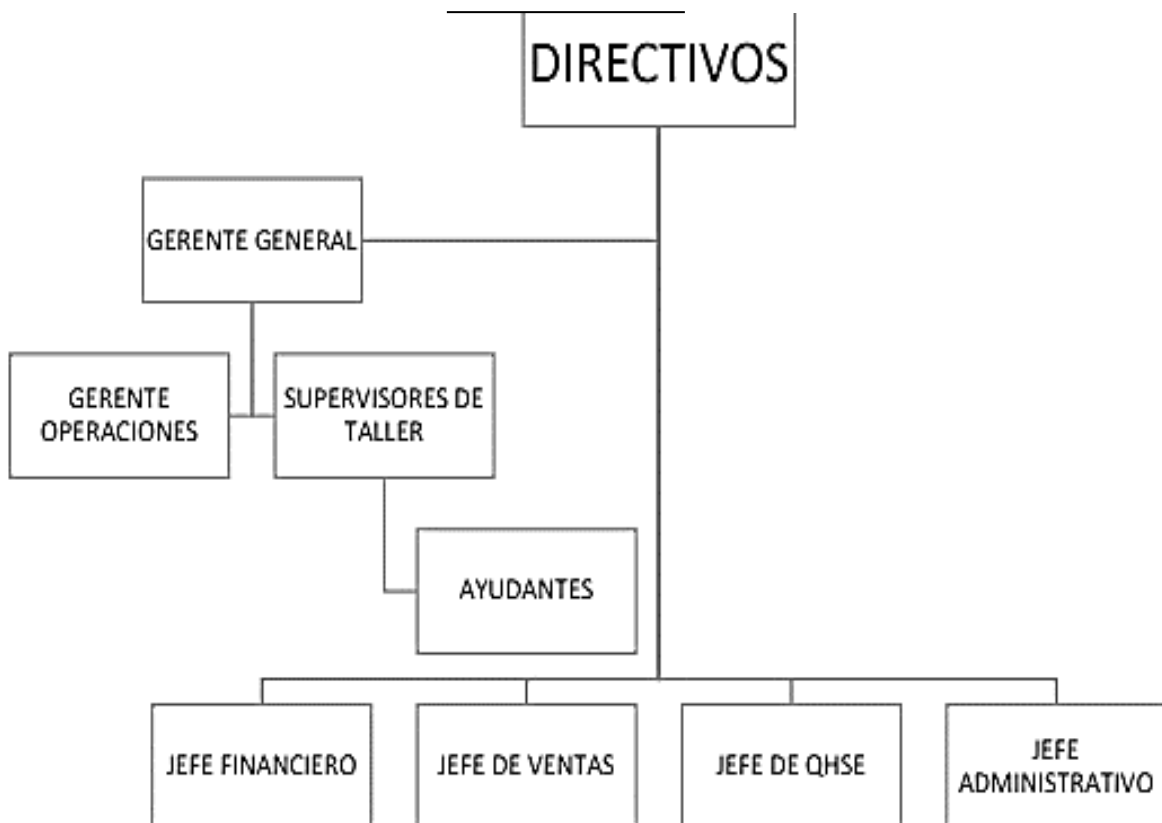 DIRECTIVOS
GERENTE GENERAL
GERENTE
OPERACIONES
SUPERVISORES DE
TALLER
AYUDANTES
JEFE FINANCIERO
JEFE DE VENTAS
JEFE DE QHSE
JEFE
ADMINISTRATIVO